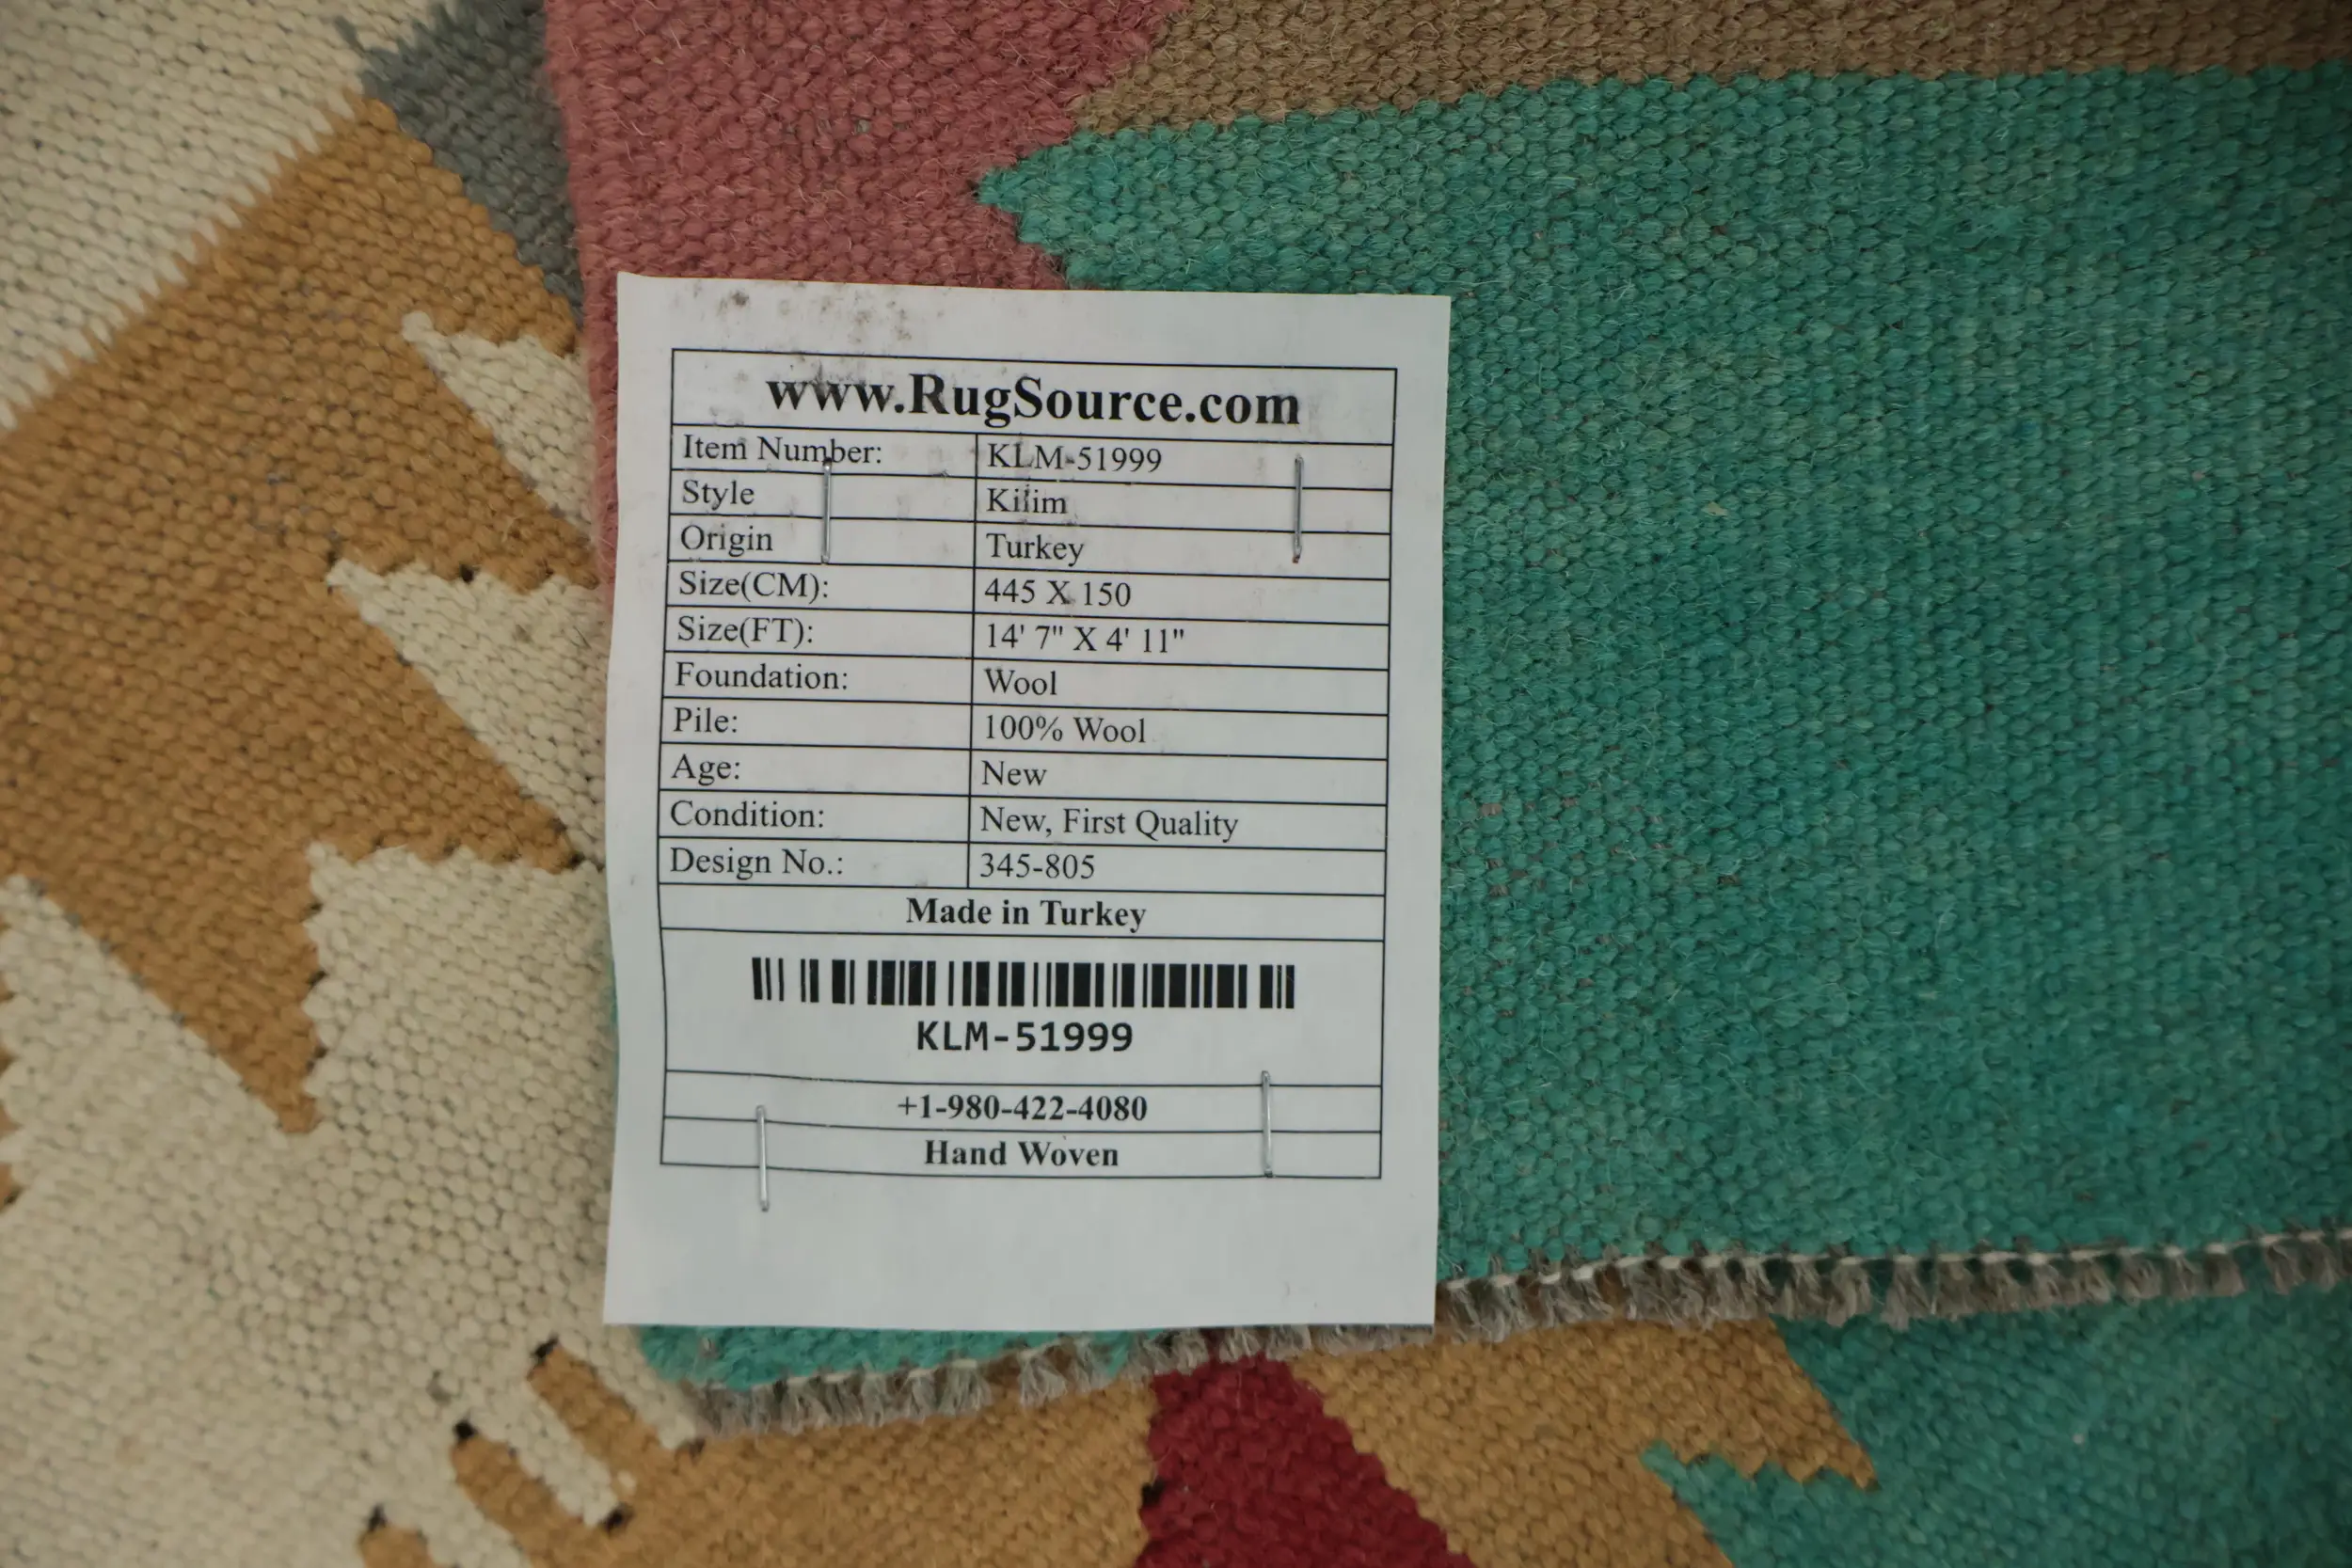 www.RugSource.com
Item Number: KLM-51999
Style Kilim
Origin Turkey
Size(CM): 445 X 150
Size(FT): 14' 7" X 4' 11"
Foundation: Wool
Pile: 100% Wool
Age: New
Condition: New, First Quality
Design No.: 345-805
Made in Turkey
KLM-51999
+1-980-422-4080
Hand Woven